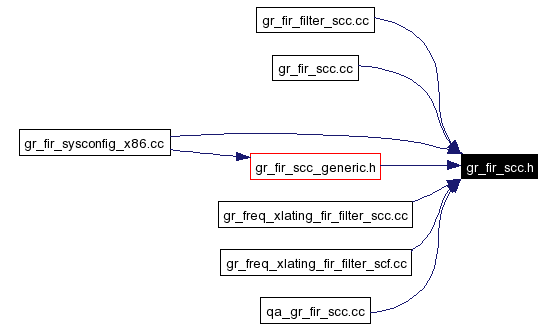 gr_fir_filter_scc.cc
gr_fir_scc.cc
gr_fir_sysconfig_x86.cc
gr_fir_scc_generic.h
gr_fir_scc.h
gr_freq_xlating_fir_filter_scc.cc
gr_freq_xlating_fir_filter_scf.cc
qa_gr_fir_scc.cc